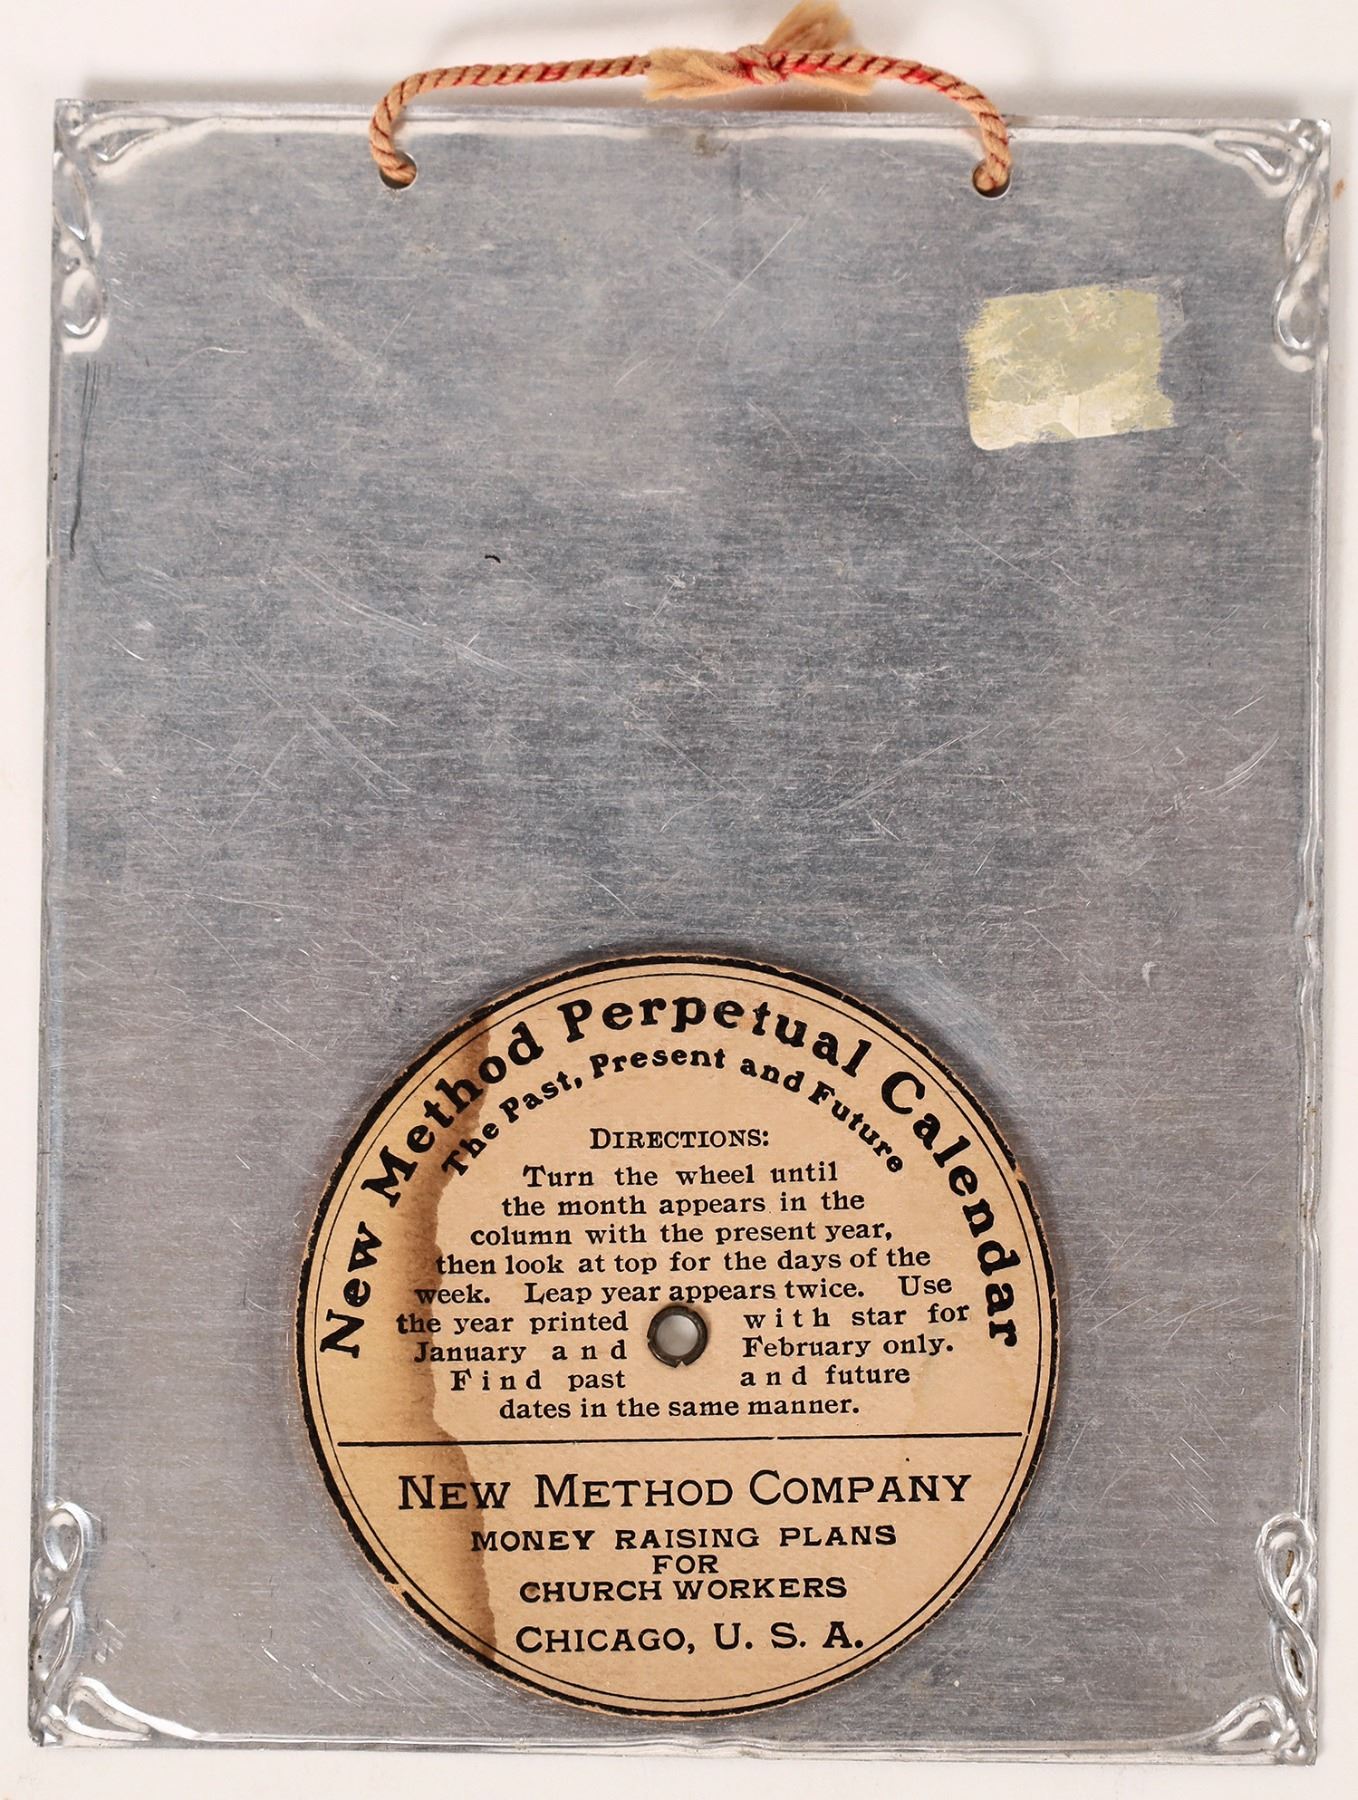 New Method Perpetual Calendar
The Past, Present and Future
DIRECTIONS:
Turn the wheel until
the month appears in the
column with the present year,
then look at top for the days of the
week. Leap year appears twice. Use
the year printed with star for
January and February only.
Find past and future
dates in the same manner.
NEW METHOD COMPANY
MONEY RAISING PLANS
FOR
CHURCH WORKERS
CHICAGO, U. S. A.